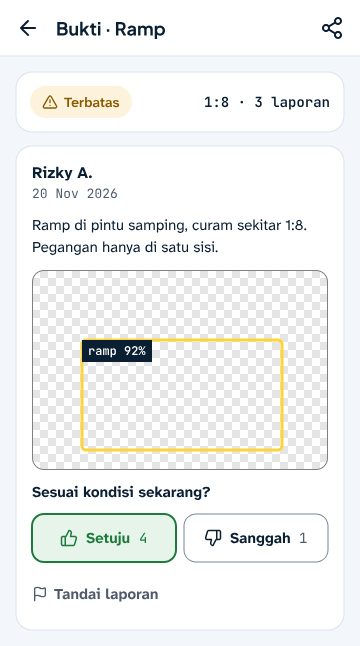 Bukti · Ramp
Terbatas
1:8 · 3 laporan
Rizky A.
20 Nov 2026
Ramp di pintu samping, curam sekitar 1:8.
Pegangan hanya di satu sisi.
ramp 92%
Sesuai kondisi sekarang?
Setuju 4
Sanggah 1
Tandai laporan